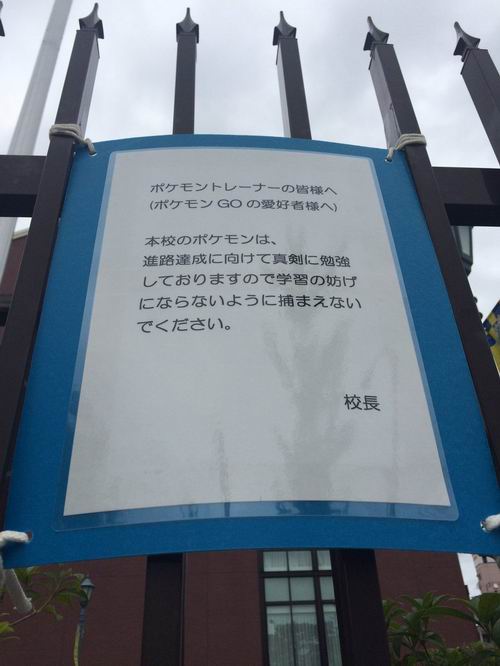 ポケモントレーナーの皆様へ
(ポケモン GO の愛好者様へ)
本校のポケモンは、
進路達成に向けて真剣に勉強
しておりますので学習の妨げ
にならないように捕まえない
でください。
校長